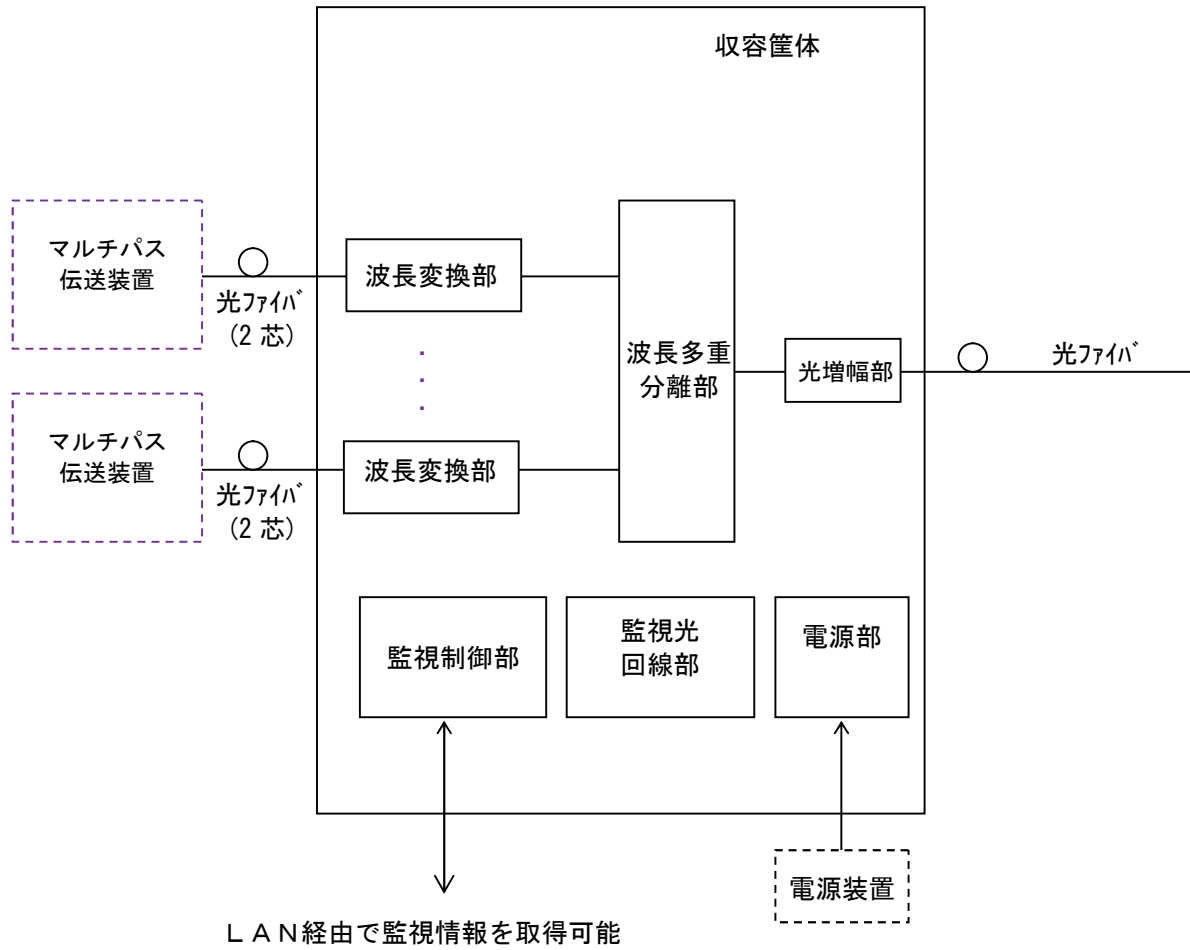 収容筐体
マルチパス
伝送装置
光ﾌｧｲﾊﾞ
(2 芯)
波長変換部
波長多重
分離部
光増幅部
光ﾌｧｲﾊﾞ
マルチパス
伝送装置
光ﾌｧｲﾊﾞ
(2 芯)
波長変換部
監視制御部
監視光
回線部
電源部
電源装置
ＬＡＮ経由で監視情報を取得可能